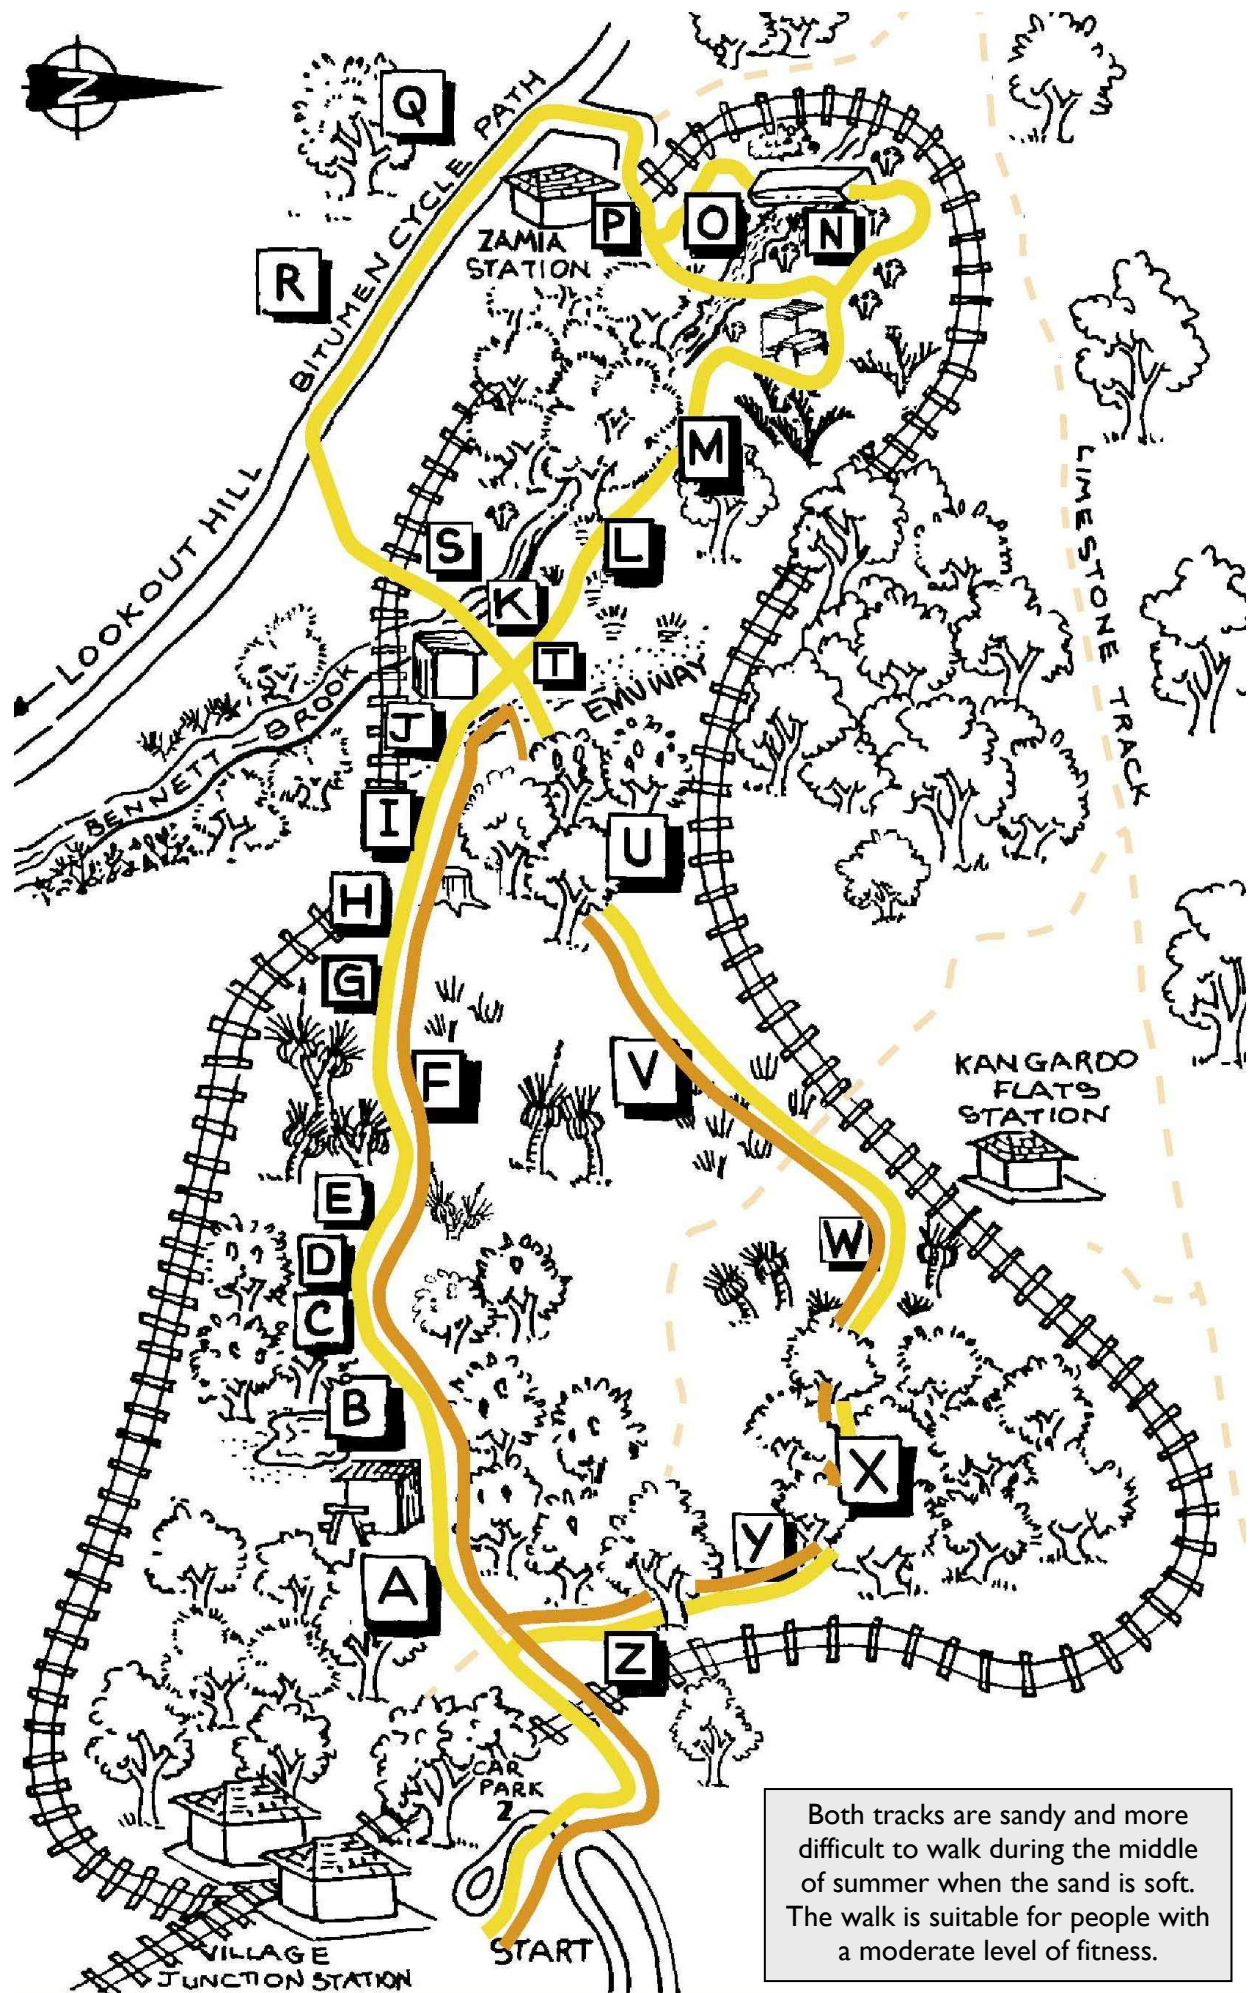 N
Q
BITUMEN CYCLE PATH
R
P
O
N
ZAMIA
STATION
M
LIMESTONE TRACK
← LOOKOUT HILL
S
L
K
T
BENNETT BROOK
EMUWAY
J
I
U
H
G
F
V
KANGAROO
FLATS
STATION
E
W
D
C
B
X
Y
A
Z
CAR
PARK
2
START
VILLAGE
JUNCTION STATION
Both tracks are sandy and more
difficult to walk during the middle
of summer when the sand is soft.
The walk is suitable for people with
a moderate level of fitness.